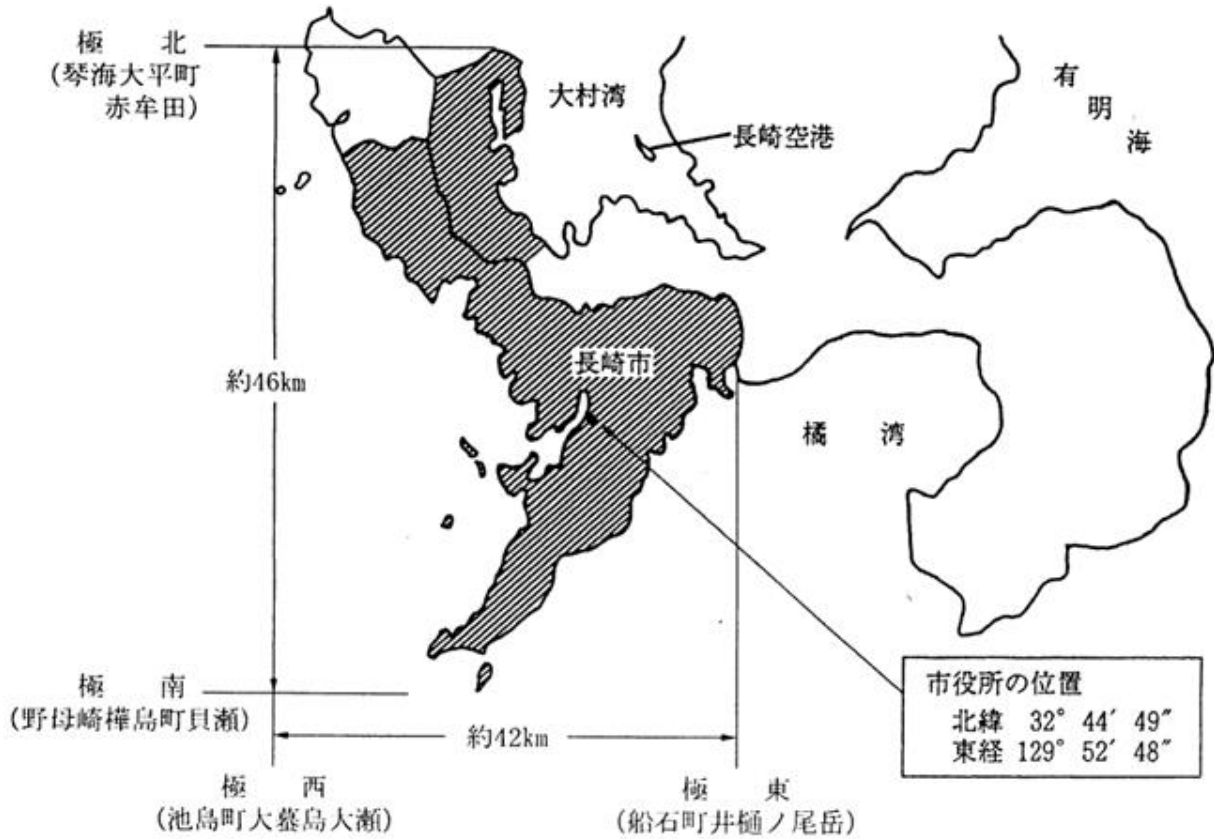 極 北
(琴海大平町
赤牟田)
大村湾
長崎空港
有明海
約46km
長崎市
橘 湾
極 南
(野母崎樺島町貝瀬)
約42km
市役所の位置
北緯 32° 44′ 49″
東経 129° 52′ 48″
極 西
(池島町大蟇島大瀬)
極 東
(船石町井樋ノ尾岳)